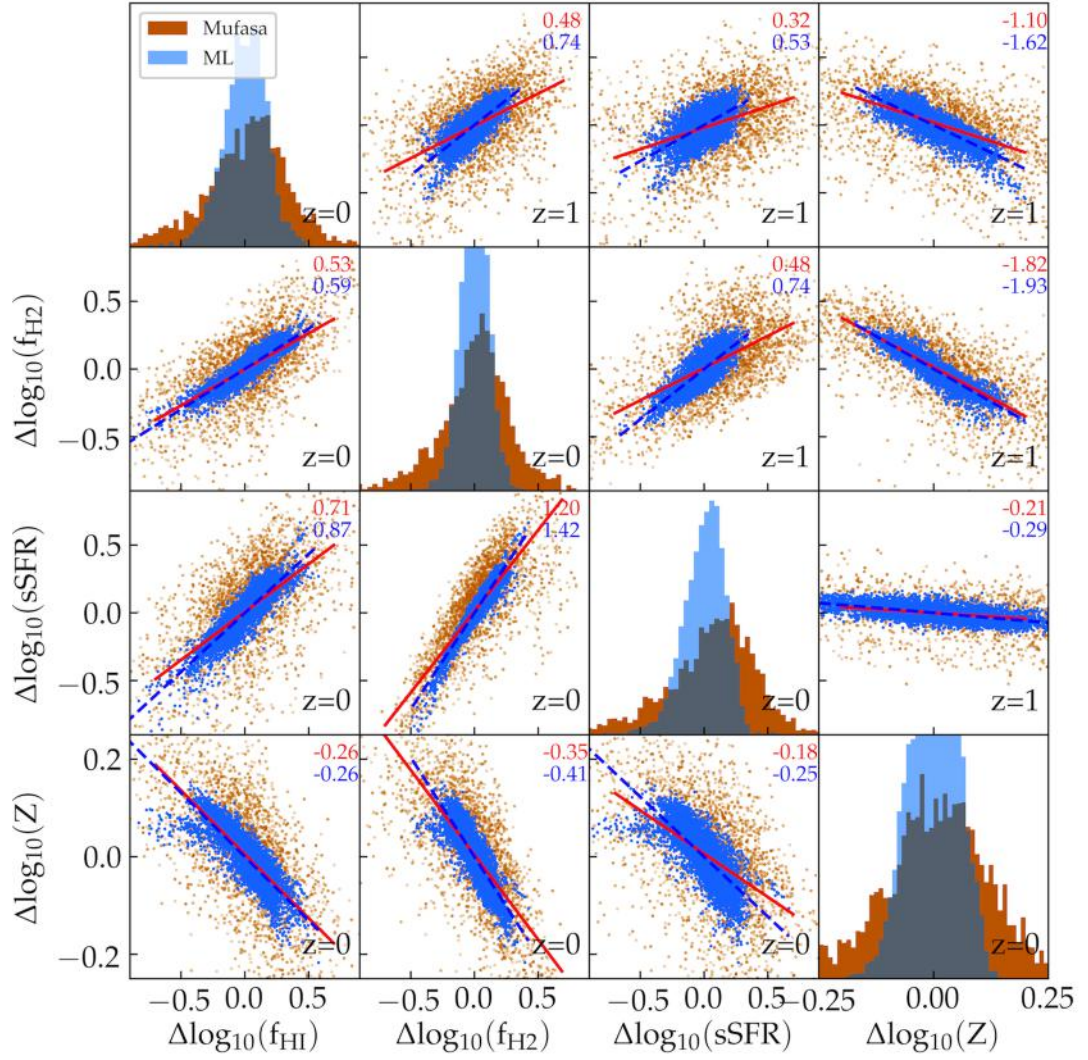 Mufasa
ML
z=0
0.48
0.74
z=1
0.32
0.53
z=1
-1.10
-1.62
z=1
Δlog₁₀(f_H2)
0.5
0.0
−0.5
0.53
0.59
z=0
z=0
0.48
0.74
z=1
-1.82
-1.93
z=1
Δlog₁₀(sSFR)
0.5
0.0
−0.5
0.71
0.87
z=0
1.20
1.42
z=0
z=0
-0.21
-0.29
z=1
Δlog₁₀(Z)
0.2
0.0
−0.2
-0.26
-0.26
z=0
-0.35
-0.41
z=0
-0.18
-0.25
z=0
z=0
−0.5 0.0 0.5
−0.5 0.0 0.5
−0.5 0.0 0.5
−0.25 0.00 0.25
Δlog₁₀(f_HI)
Δlog₁₀(f_H2)
Δlog₁₀(sSFR)
Δlog₁₀(Z)